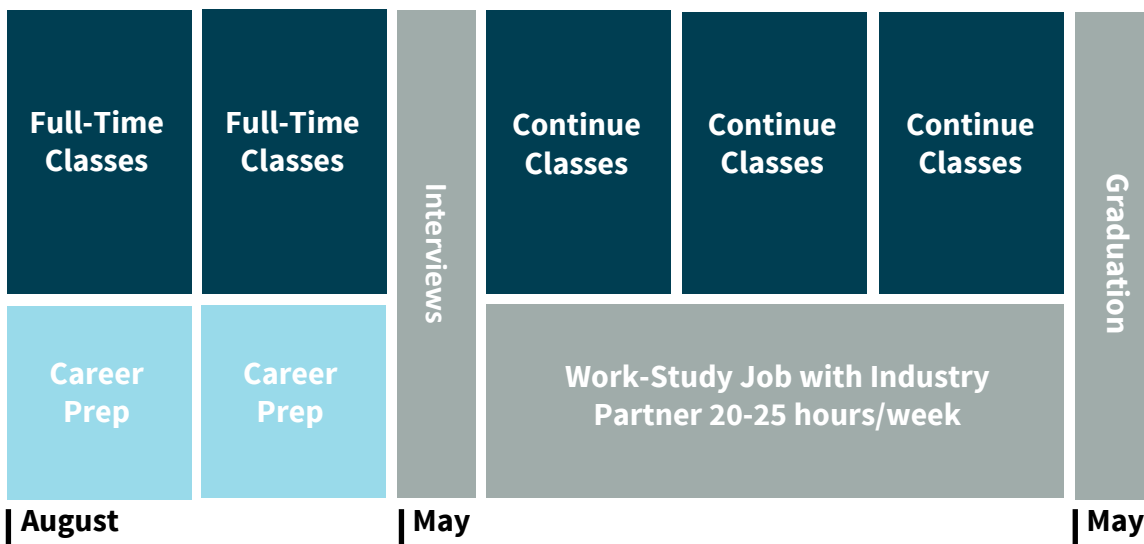 Full-Time
Classes
Full-Time
Classes
Interviews
Continue
Classes
Continue
Classes
Continue
Classes
Graduation
Career
Prep
Career
Prep
Work-Study Job with Industry
Partner 20-25 hours/week
August
May
May